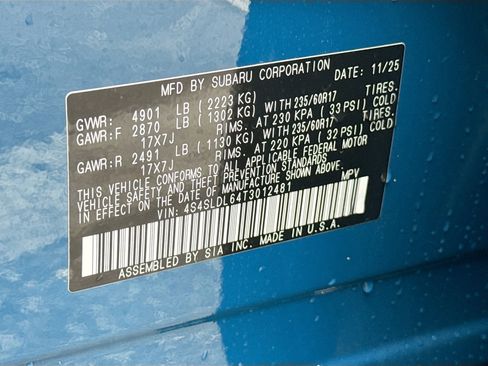 MFD BY SUBARU CORPORATION DATE: 11/25
GVWR: 4901 LB ( 2223 KG)
GAWR:F 2870 LB ( 1302 KG) WITH 235/60R17 TIRES.
17X7J RIMS. AT 230 KPA ( 33 PSI) COLD
GAWR:R 2491 LB ( 1130 KG) WITH 235/60R17 TIRES.
17X7J RIMS. AT 220 KPA ( 32 PSI) COLD
THIS VEHICLE CONFORMS TO ALL APPLICABLE FEDERAL MOTOR
VEHICLE SAFETY AND THEFT PREVENTION STANDARDS
IN EFFECT ON THE DATE OF MANUFACTURE SHOWN ABOVE.
VIN: 4S4SLDL64T3012481 MPV
ASSEMBLED BY SIA INC. MADE IN U.S.A.